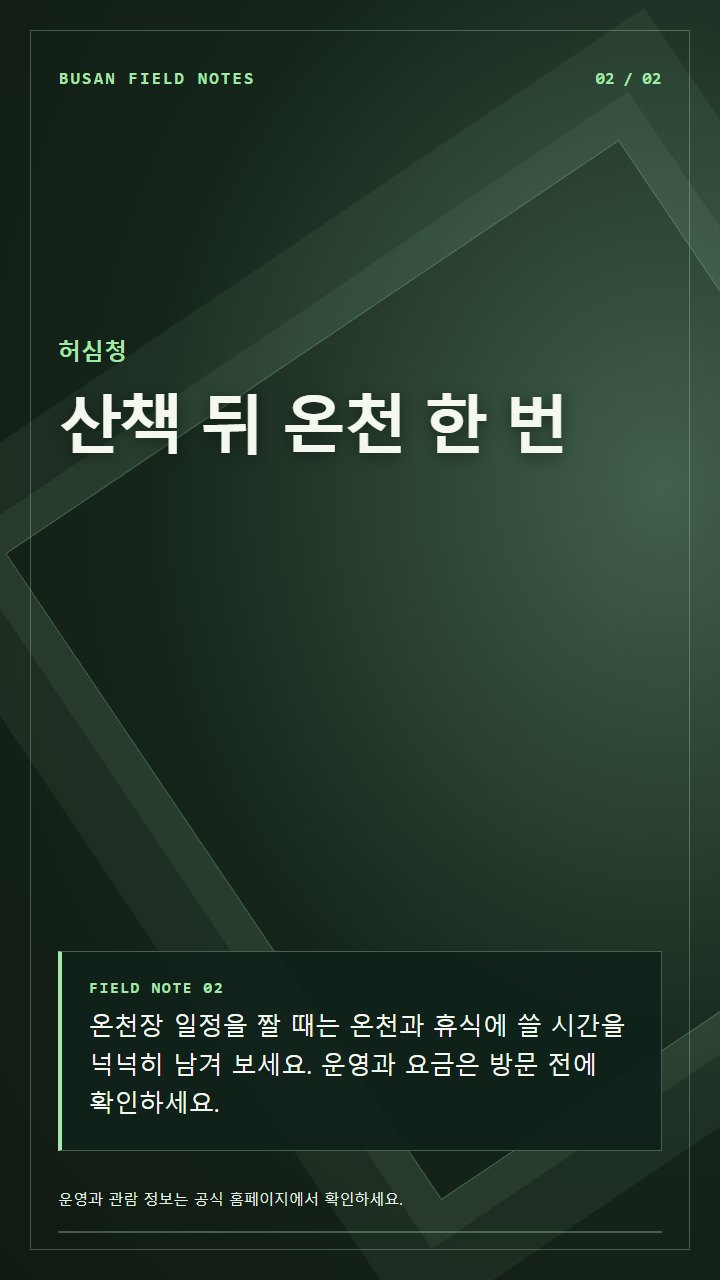 BUSAN FIELD NOTES
02 / 02
허심청
산책 뒤 온천 한 번
FIELD NOTE 02
온천장 일정을 짤 때는 온천과 휴식에 쓸 시간을
넉넉히 남겨 보세요. 운영과 요금은 방문 전에
확인하세요.
운영과 관람 정보는 공식 홈페이지에서 확인하세요.